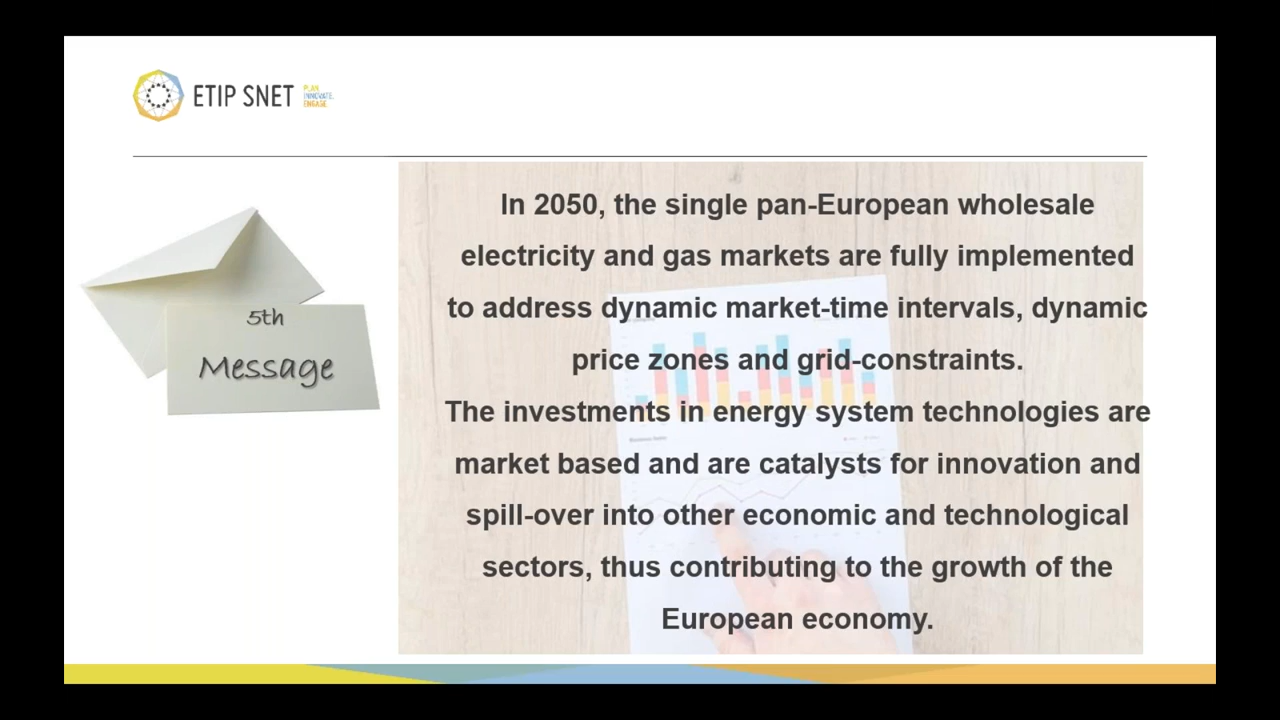 ETIP SNET
PLAN.
INNOVATE.
ENGAGE
5th
Message
In 2050, the single pan-European wholesale
electricity and gas markets are fully implemented
to address dynamic market-time intervals, dynamic
price zones and grid-constraints.
The investments in energy system technologies are
market based and are catalysts for innovation and
spill-over into other economic and technological
sectors, thus contributing to the growth of the
European economy.